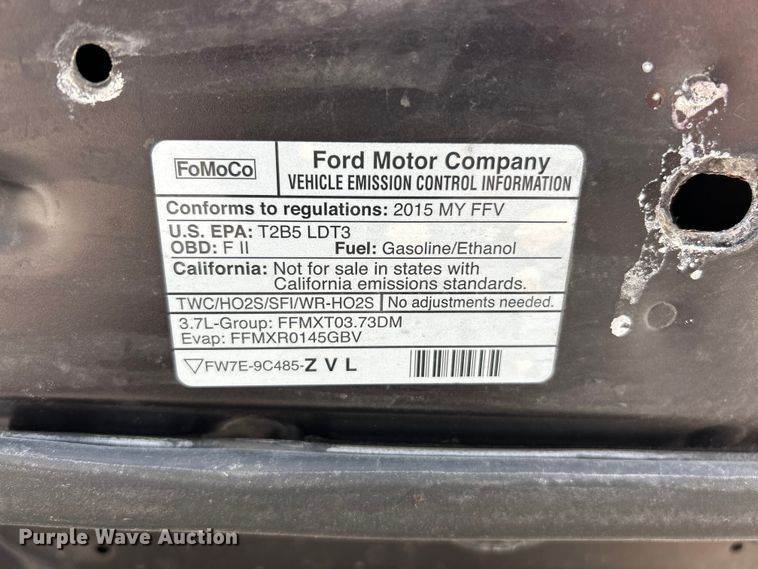 FoMoCo
Ford Motor Company
VEHICLE EMISSION CONTROL INFORMATION
Conforms to regulations: 2015 MY FFV
U.S. EPA: T2B5 LDT3
OBD: F II Fuel: Gasoline/Ethanol
California: Not for sale in states with
California emissions standards.
TWC/HO2S/SFI/WR-HO2S No adjustments needed.
3.7L-Group: FFMXT03.73DM
Evap: FFMXR0145GBV
FW7E-9C485-Z V L
Purple Wave Auction